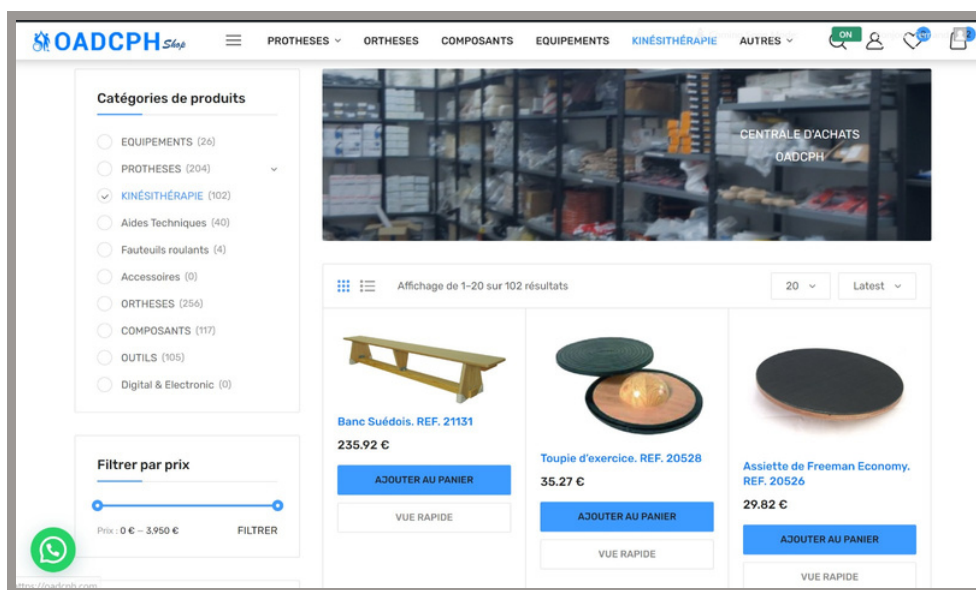 OADCPH Shop
PROTHESES
ORTHESES
COMPOSANTS
EQUIPEMENTS
KINÉSITHÉRAPIE
AUTRES
ON
2
Catégories de produits
EQUIPEMENTS (26)
PROTHESES (204)
KINÉSITHÉRAPIE (102)
Aides Techniques (40)
Fauteuils roulants (4)
Accessoires (0)
ORTHESES (256)
COMPOSANTS (117)
OUTILS (105)
Digital & Electronic (0)
Filtrer par prix
Prix : 0 € — 3,950 €
FILTRER
https://oadcph.com
CENTRALE D'ACHATS
OADCPH
Affichage de 1–20 sur 102 résultats
20
Latest
Banc Suédois. REF. 21131
235.92 €
AJOUTER AU PANIER
VUE RAPIDE
Toupie d'exercice. REF. 20528
35.27 €
AJOUTER AU PANIER
VUE RAPIDE
Assiette de Freeman Economy.
REF. 20526
29.82 €
AJOUTER AU PANIER
VUE RAPIDE